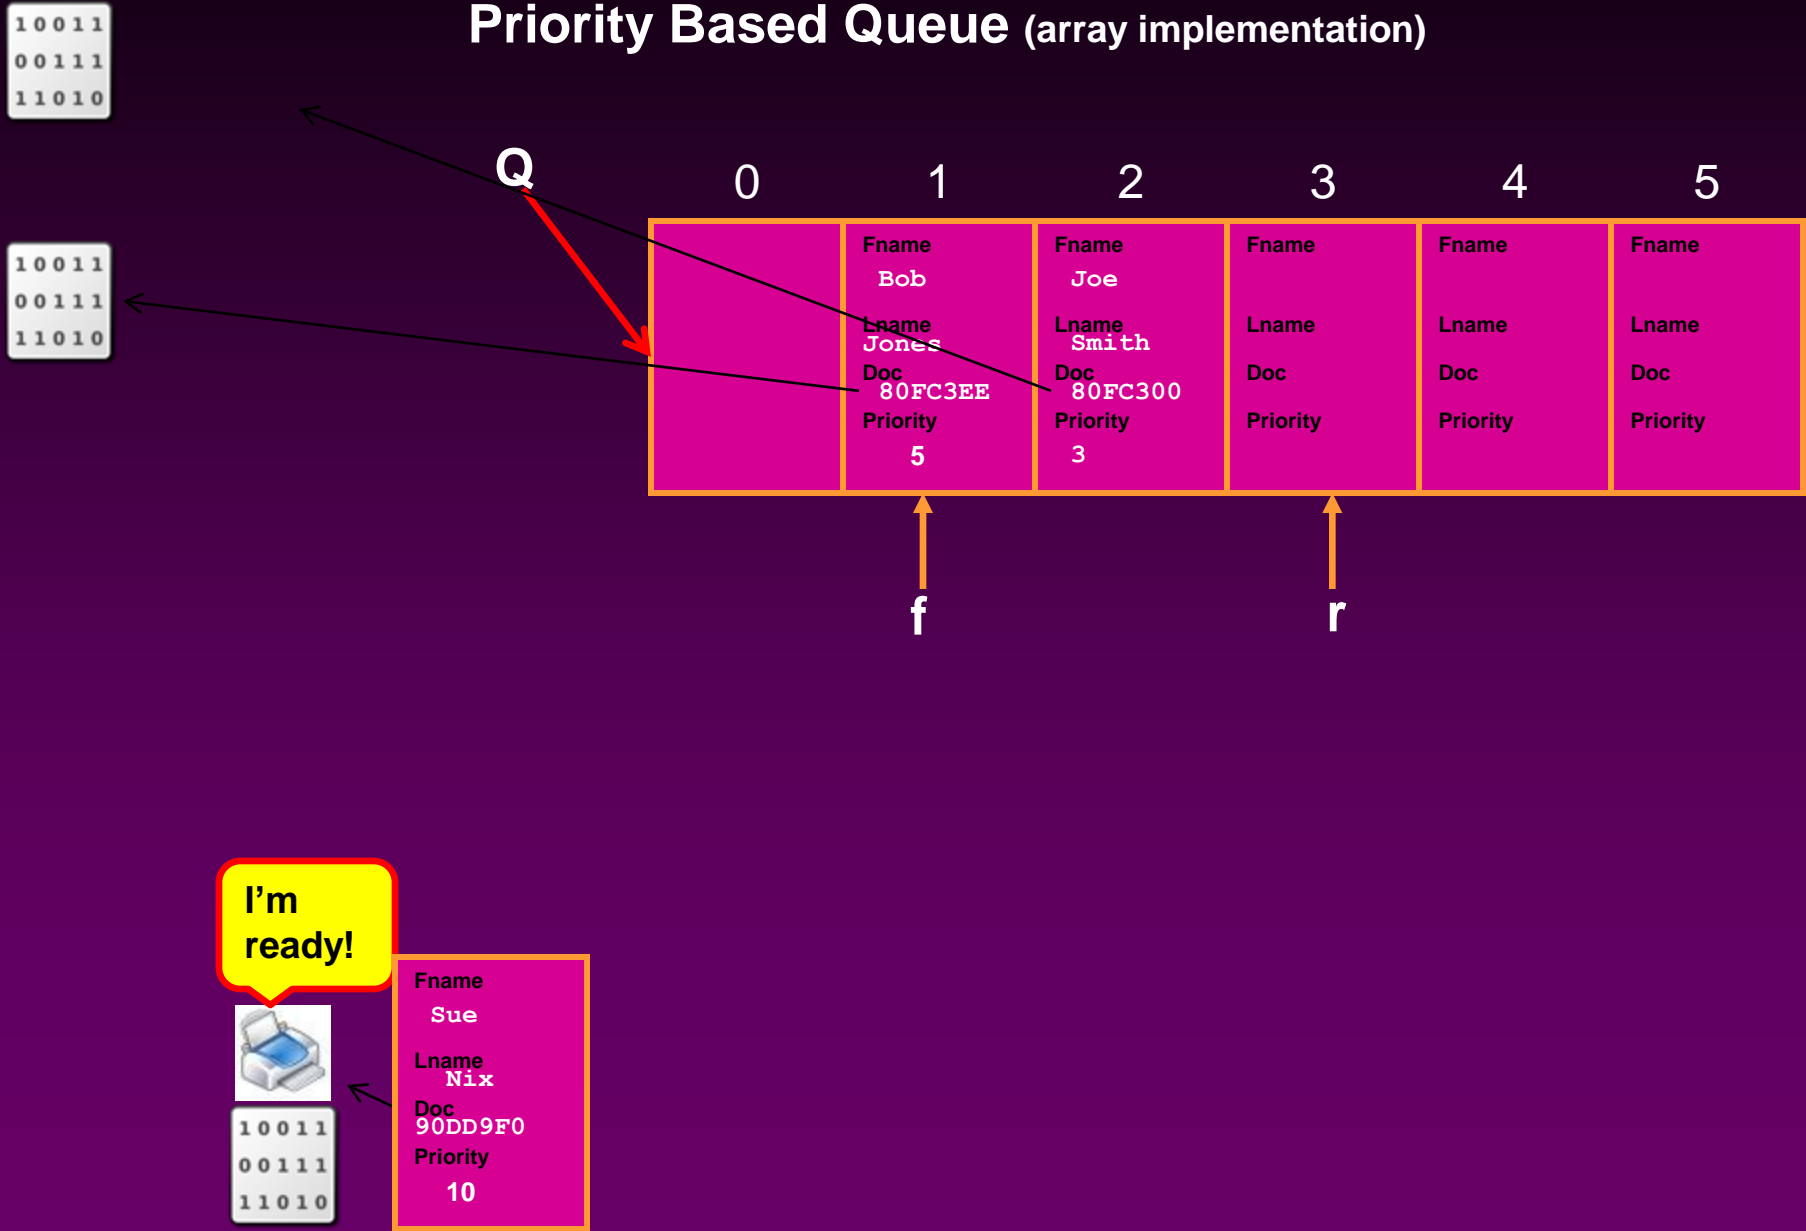 Priority Based Queue (array implementation)
10011
00111
11010
Q
0 1 2 3 4 5
10011
00111
11010
Fname Fname Fname Fname Fname
Bob Joe
Lname Lname Lname Lname Lname
Jones Smith
Doc Doc Doc Doc Doc
80FC3EE 80FC300
Priority Priority Priority Priority Priority
5 3
f r
I’m
ready!
Fname
Sue
Lname
Nix
Doc
90DD9F0
Priority
10
10011
00111
11010